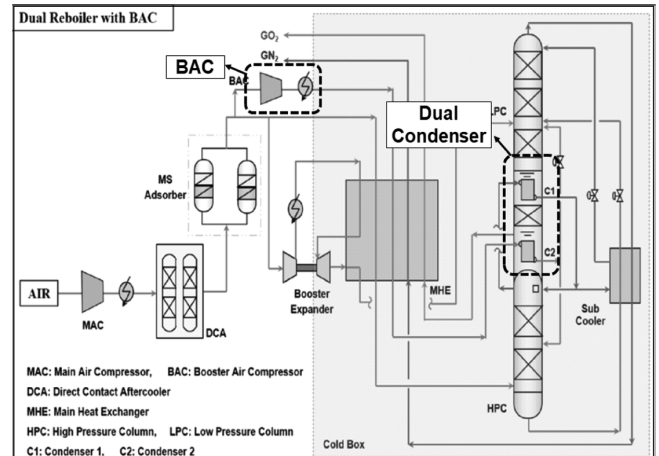 Dual Reboiler with BAC
GO2
GN2
BAC
BAC
Dual
Condenser
LPC
MS
Adsorber
C1
C2
AIR
MAC
DCA
Booster
Expander
MHE
Sub
Cooler
HPC
MAC: Main Air Compressor, BAC: Booster Air Compressor
DCA: Direct Contact Aftercooler
MHE: Main Heat Exchanger
HPC: High Pressure Column, LPC: Low Pressure Column
C1: Condenser 1, C2: Condenser 2
Cold Box